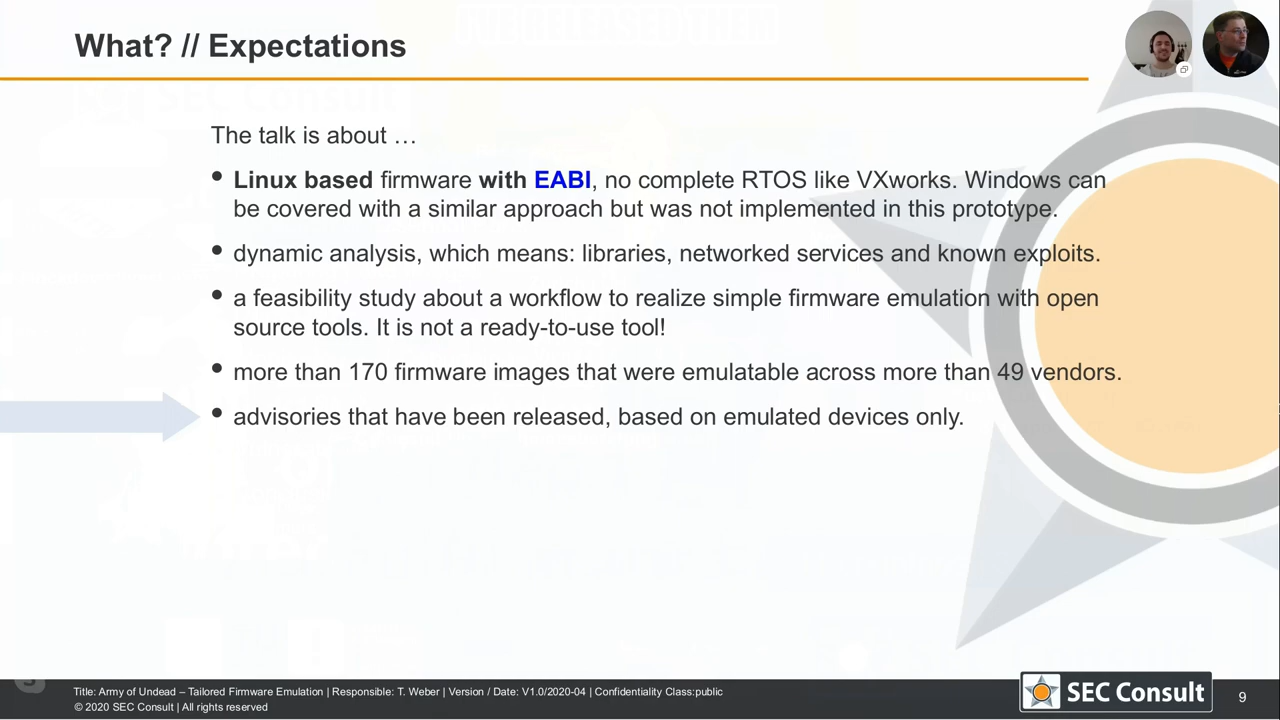 What? // Expectations
The talk is about …
• Linux based firmware with EABI, no complete RTOS like VXworks. Windows can
be covered with a similar approach but was not implemented in this prototype.
• dynamic analysis, which means: libraries, networked services and known exploits.
• a feasibility study about a workflow to realize simple firmware emulation with open
source tools. It is not a ready-to-use tool!
• more than 170 firmware images that were emulatable across more than 49 vendors.
• advisories that have been released, based on emulated devices only.
Title: Army of Undead – Tailored Firmware Emulation | Responsible: T. Weber | Version / Date: V1.0/2020-04 | Confidentiality Class:public
© 2020 SEC Consult | All rights reserved
SEC Consult
9